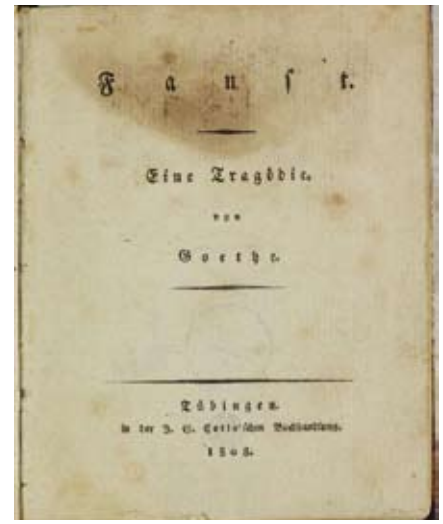 Fauſt.
Eine Tragödie.
von
Goethe.
Tübingen.
in der J. G. Cotta'ſchen Buchhandlung.
1808.